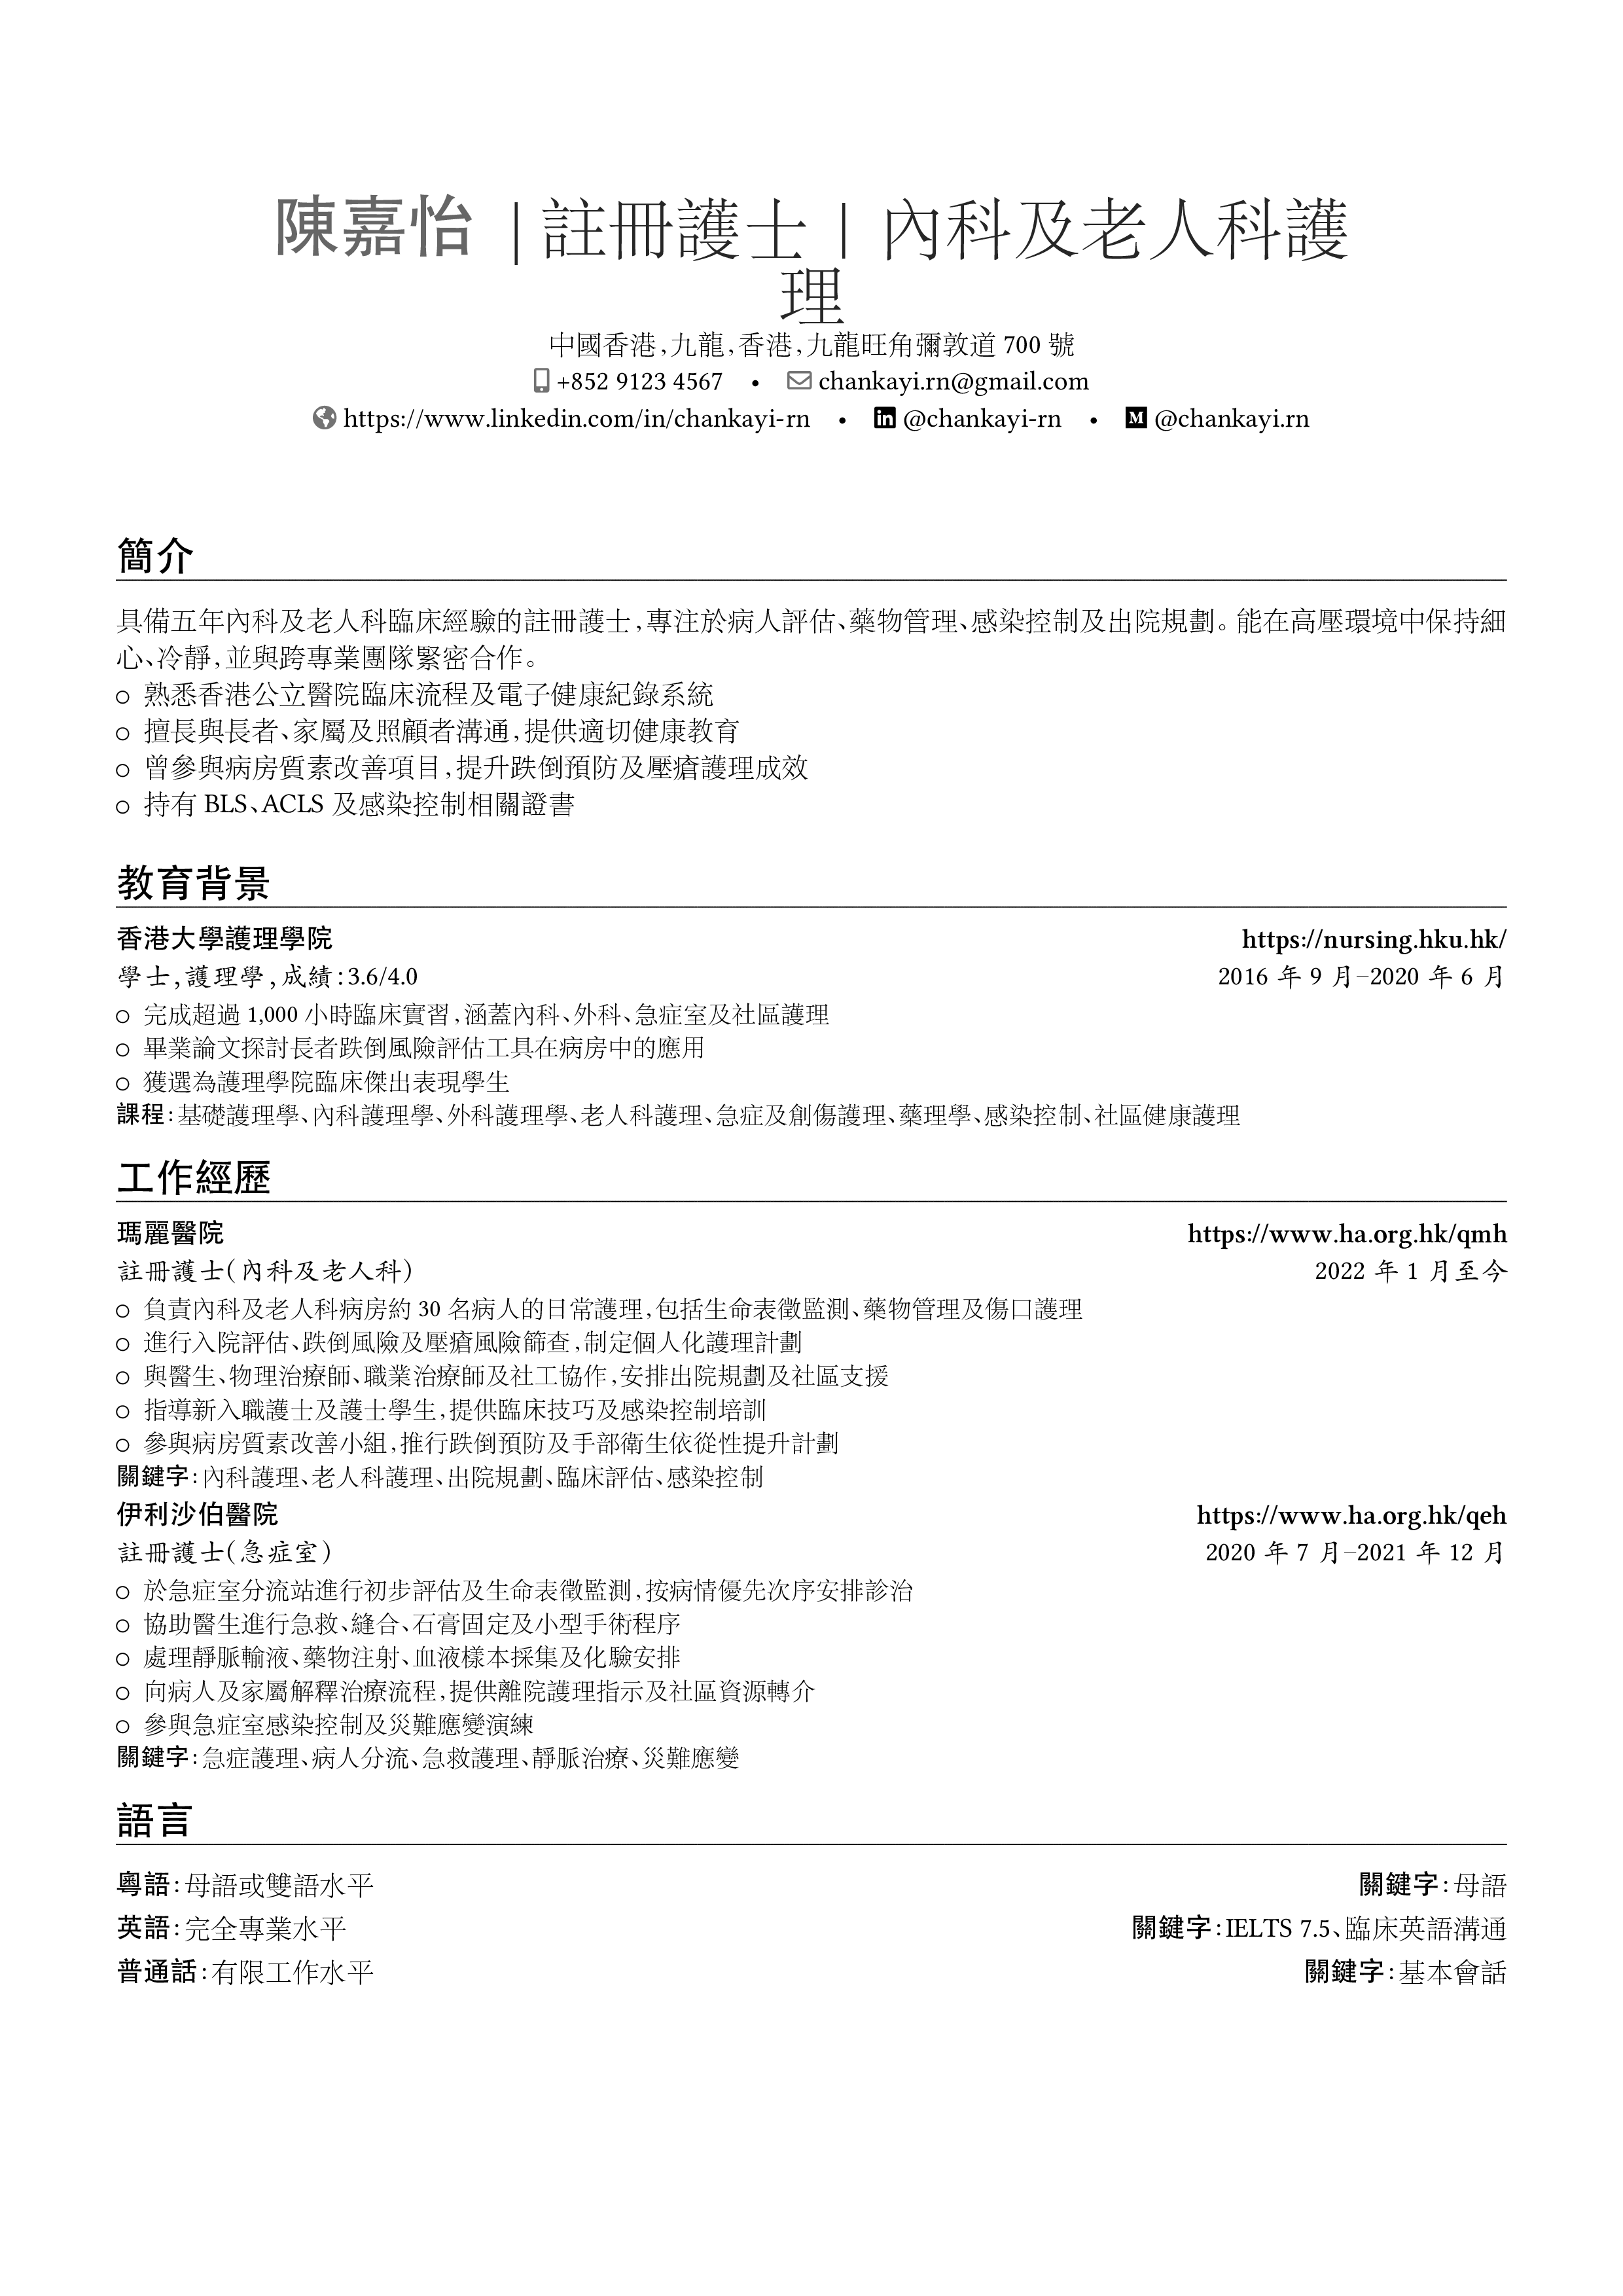 陳嘉怡 | 註冊護士 | 內科及老人科護
理
中國香港,九龍,香港,九龍旺角彌敦道 700 號
+852 9123 4567 • chankayi.rn@gmail.com
https://www.linkedin.com/in/chankayi-rn • @chankayi-rn • @chankayi.rn
簡介
具備五年內科及老人科臨床經驗的註冊護士,專注於病人評估、藥物管理、感染控制及出院規劃。能在高壓環境中保持細
心、冷靜,並與跨專業團隊緊密合作。
○ 熟悉香港公立醫院臨床流程及電子健康紀錄系統
○ 擅長與長者、家屬及照顧者溝通,提供適切健康教育
○ 曾參與病房質素改善項目,提升跌倒預防及壓瘡護理成效
○ 持有 BLS、ACLS 及感染控制相關證書
教育背景
香港大學護理學院 https://nursing.hku.hk/
學士,護理學,成績:3.6/4.0 2016 年 9 月–2020 年 6 月
○ 完成超過 1,000 小時臨床實習,涵蓋內科、外科、急症室及社區護理
○ 畢業論文探討長者跌倒風險評估工具在病房中的應用
○ 獲選為護理學院臨床傑出表現學生
課程:基礎護理學、內科護理學、外科護理學、老人科護理、急症及創傷護理、藥理學、感染控制、社區健康護理
工作經歷
瑪麗醫院 https://www.ha.org.hk/qmh
註冊護士(內科及老人科) 2022 年 1 月至今
○ 負責內科及老人科病房約 30 名病人的日常護理,包括生命表徵監測、藥物管理及傷口護理
○ 進行入院評估、跌倒風險及壓瘡風險篩查,制定個人化護理計劃
○ 與醫生、物理治療師、職業治療師及社工協作,安排出院規劃及社區支援
○ 指導新入職護士及護士學生,提供臨床技巧及感染控制培訓
○ 參與病房質素改善小組,推行跌倒預防及手部衛生依從性提升計劃
關鍵字:內科護理、老人科護理、出院規劃、臨床評估、感染控制
伊利沙伯醫院 https://www.ha.org.hk/qeh
註冊護士(急症室) 2020 年 7 月–2021 年 12 月
○ 於急症室分流站進行初步評估及生命表徵監測,按病情優先次序安排診治
○ 協助醫生進行急救、縫合、石膏固定及小型手術程序
○ 處理靜脈輸液、藥物注射、血液樣本採集及化驗安排
○ 向病人及家屬解釋治療流程,提供離院護理指示及社區資源轉介
○ 參與急症室感染控制及災難應變演練
關鍵字:急症護理、病人分流、急救護理、靜脈治療、災難應變
語言
粵語:母語或雙語水平 關鍵字:母語
英語:完全專業水平 關鍵字:IELTS 7.5、臨床英語溝通
普通話:有限工作水平 關鍵字:基本會話